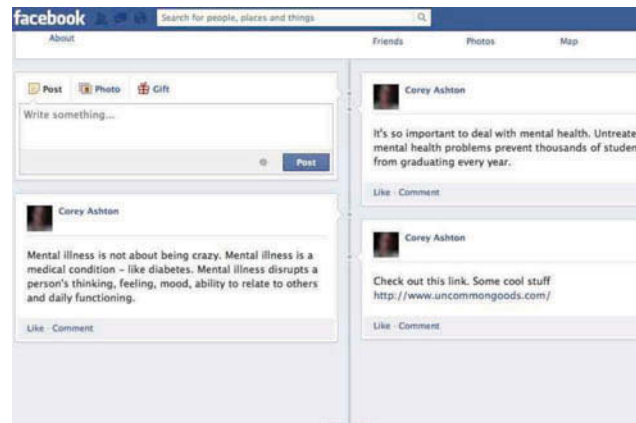 facebook
Search for people, places and things
About
Friends
Photos
Map
Post
Photo
Gift
Write something...
Post
Corey Ashton
Mental illness is not about being crazy. Mental illness is a
medical condition – like diabetes. Mental illness disrupts a
person's thinking, feeling, mood, ability to relate to others
and daily functioning.
Like · Comment
Corey Ashton
It's so important to deal with mental health. Untreate
mental health problems prevent thousands of studen
from graduating every year.
Like · Comment
Corey Ashton
Check out this link. Some cool stuff
http://www.uncommongoods.com/
Like · Comment